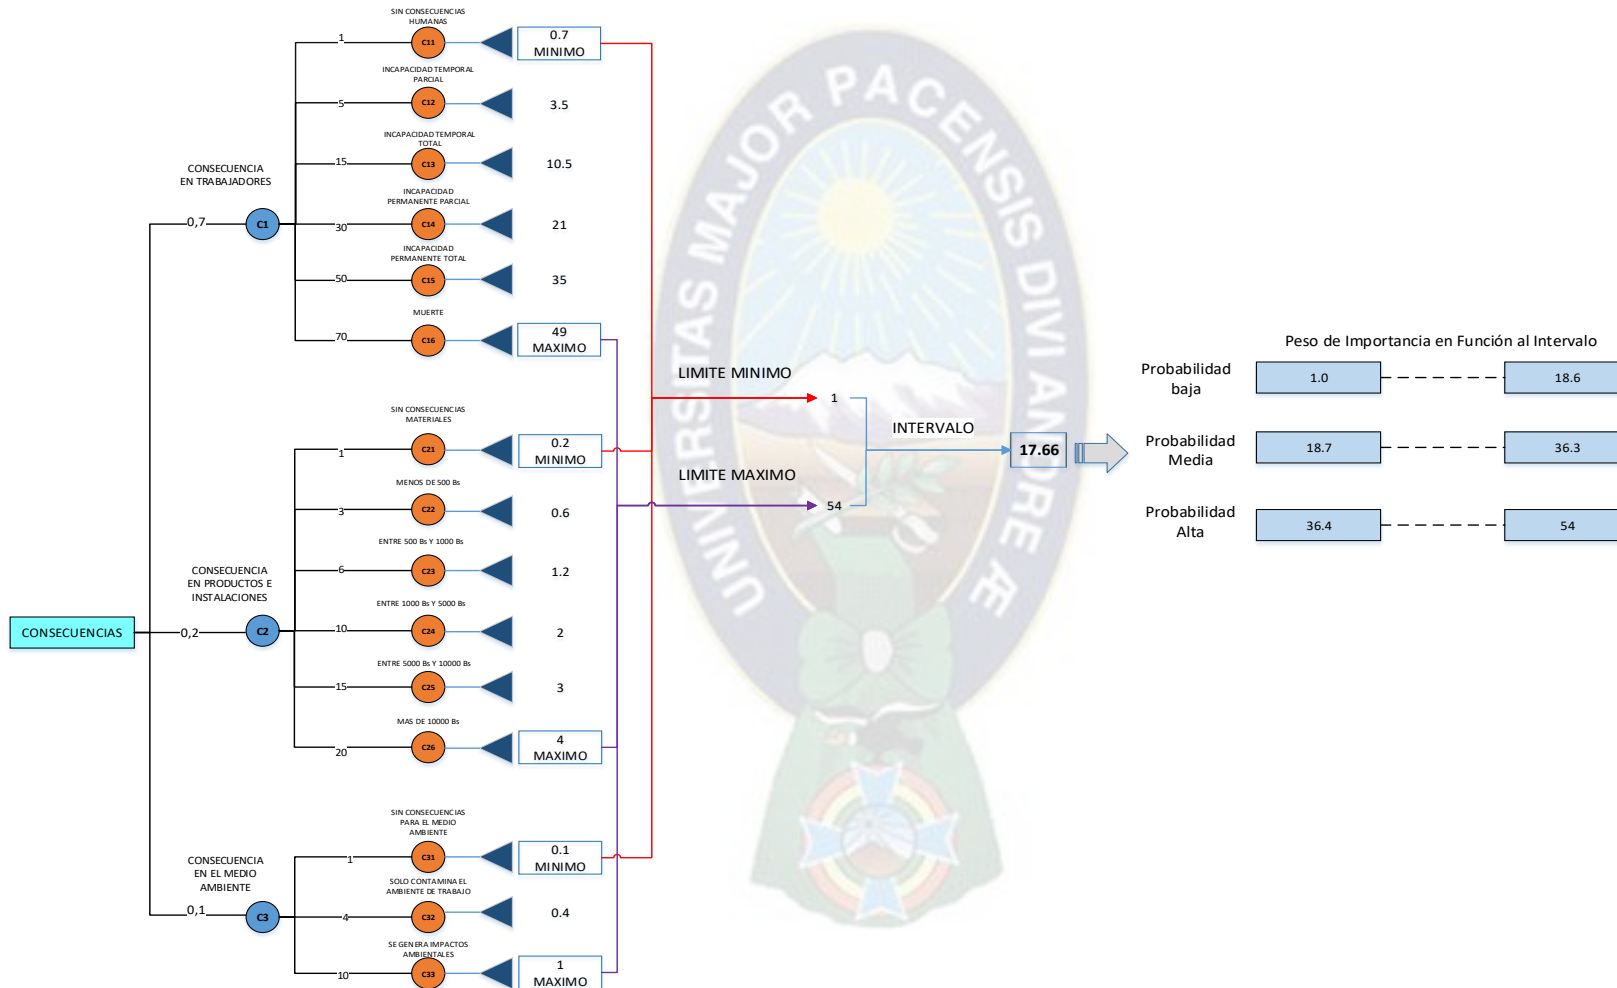 SIN CONSECUENCIAS
HUMANAS
1
C11
0.7
MINIMO
INCAPACIDAD TEMPORAL
PARCIAL
5
C12
3.5
INCAPACIDAD TEMPORAL
TOTAL
15
C13
10.5
CONSECUENCIA
EN TRABAJADORES
0,7
C1
INCAPACIDAD
PERMANENTE PARCIAL
30
C14
21
INCAPACIDAD
PERMANENTE TOTAL
50
C15
35
MUERTE
70
C16
49
MAXIMO
SIN CONSECUENCIAS
MATERIALES
1
C21
0.2
MINIMO
MENOS DE 500 Bs
3
C22
0.6
ENTRE 500 Bs Y 1000 Bs
6
C23
1.2
CONSECUENCIA
EN PRODUCTOS E
INSTALACIONES
CONSECUENCIAS
0,2
C2
ENTRE 1000 Bs Y 5000 Bs
10
C24
2
ENTRE 5000 Bs Y 10000 Bs
15
C25
3
MAS DE 10000 Bs
20
C26
4
MAXIMO
SIN CONSECUENCIAS
PARA EL MEDIO
AMBIENTE
1
C31
0.1
MINIMO
CONSECUENCIA
EN EL MEDIO
AMBIENTE
0,1
C3
SOLO CONTAMINA EL
AMBIENTE DE TRABAJO
4
C32
0.4
SE GENERA IMPACTOS
AMBIENTALES
10
C33
1
MAXIMO
LIMITE MINIMO
1
INTERVALO
17.66
LIMITE MAXIMO
54
Peso de Importancia en Función al Intervalo
Probabilidad
baja
1.0
18.6
Probabilidad
Media
18.7
36.3
Probabilidad
Alta
36.4
54
UNIVERSITAS MAJOR PACENSIS DIVI ANDRE Æ